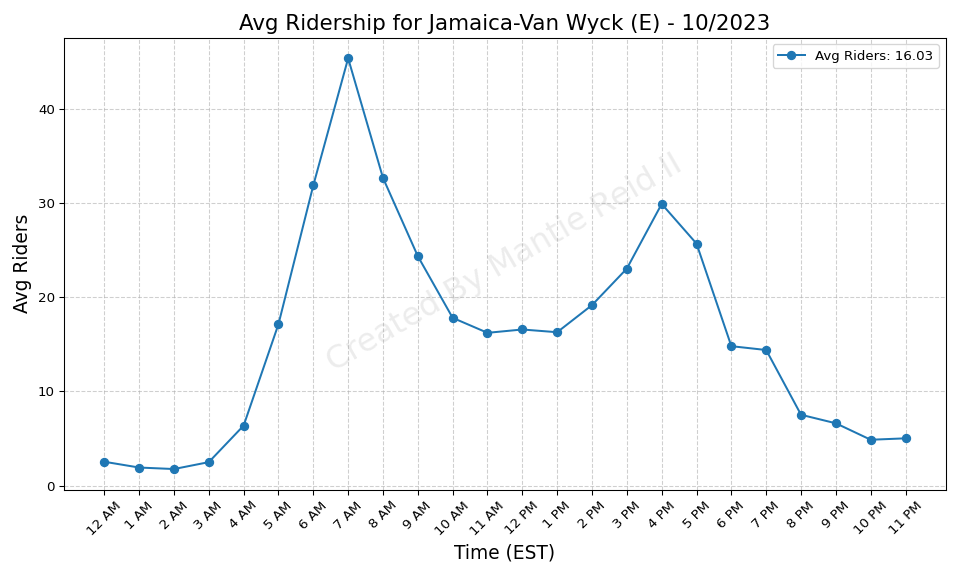 Avg Ridership for Jamaica-Van Wyck (E) - 10/2023
Avg Riders: 16.03
Avg Riders
40
30
20
10
0
Created By Mantle Reid II
12 AM
1 AM
2 AM
3 AM
4 AM
5 AM
6 AM
7 AM
8 AM
9 AM
10 AM
11 AM
12 PM
1 PM
2 PM
3 PM
4 PM
5 PM
6 PM
7 PM
8 PM
9 PM
10 PM
11 PM
Time (EST)